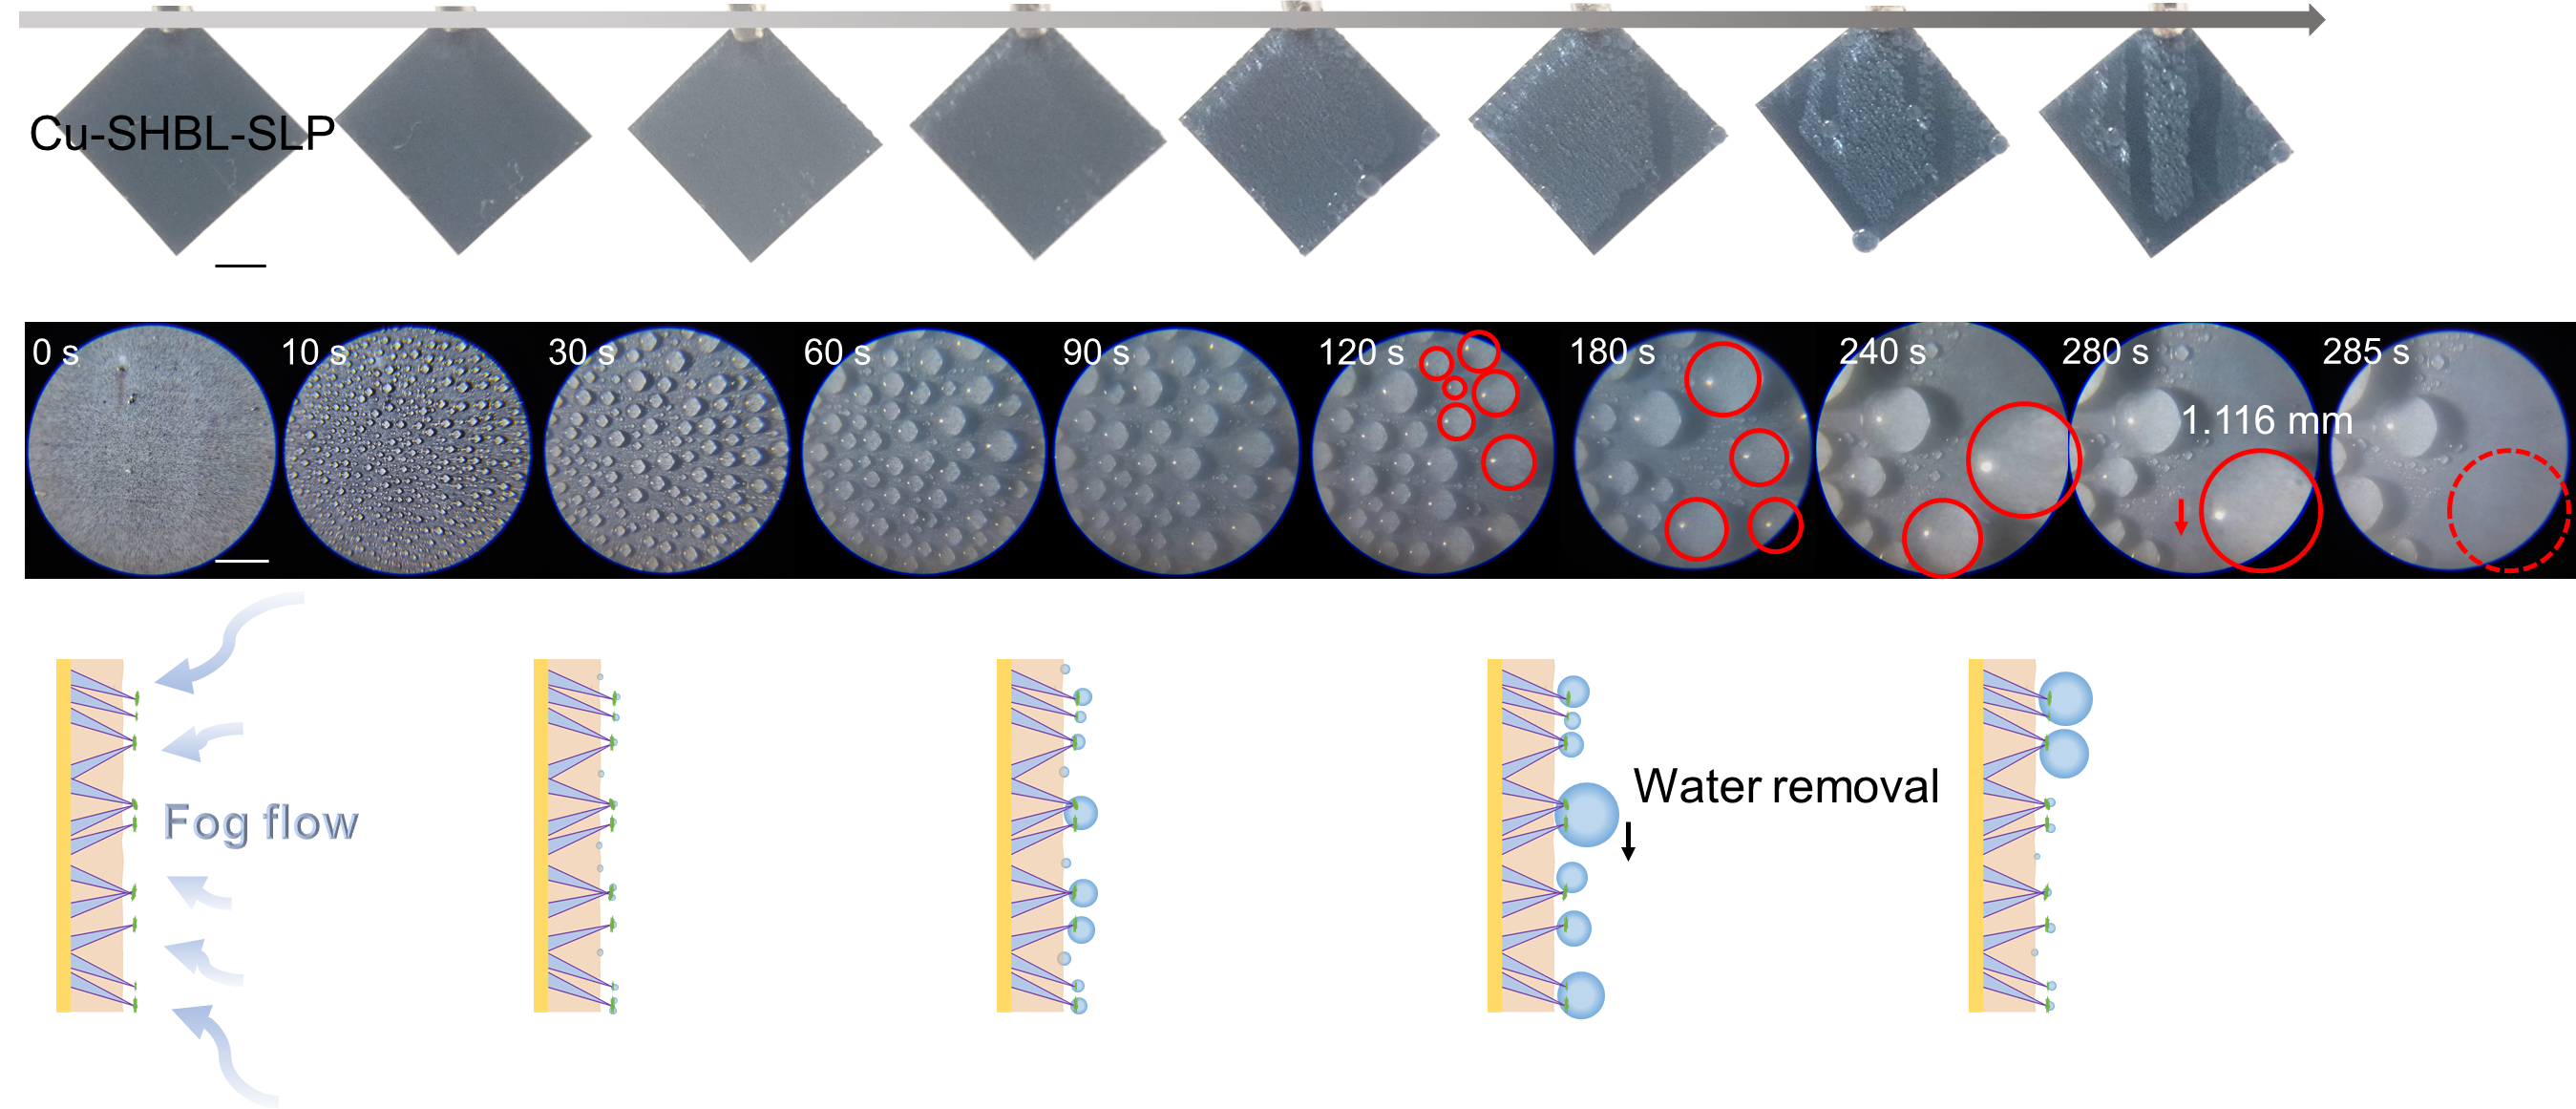 Cu-SHBL-SLP
0 s
10 s
30 s
60 s
90 s
120 s
180 s
240 s
280 s
285 s
1.116 mm
Fog flow
Water removal